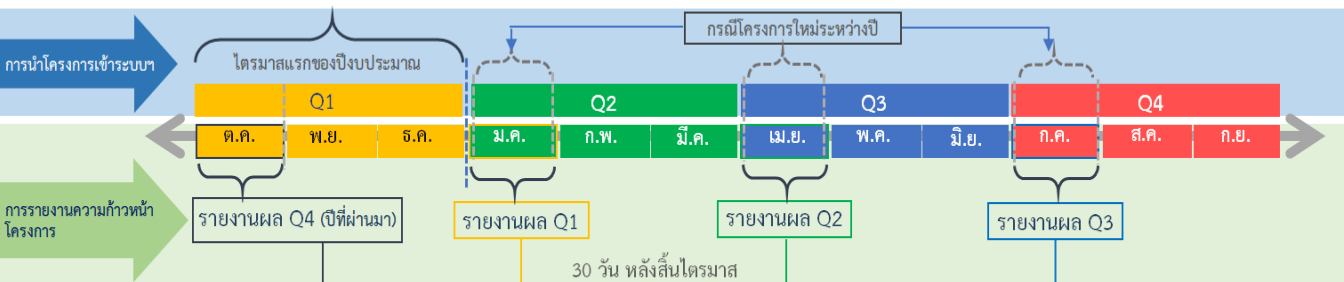 กรณีโครงการใหม่ระหว่างปี
การนำโครงการเข้าระบบฯ
ไตรมาสแรกของปีงบประมาณ
Q1 Q2 Q3 Q4
ต.ค. พ.ย. ธ.ค. ม.ค. ก.พ. มี.ค. เม.ย. พ.ค. มิ.ย. ก.ค. ส.ค. ก.ย.
การรายงานความก้าวหน้า
โครงการ
รายงานผล Q4 (ปีที่ผ่านมา)
รายงานผล Q1
รายงานผล Q2
รายงานผล Q3
30 วัน หลังสิ้นไตรมาส